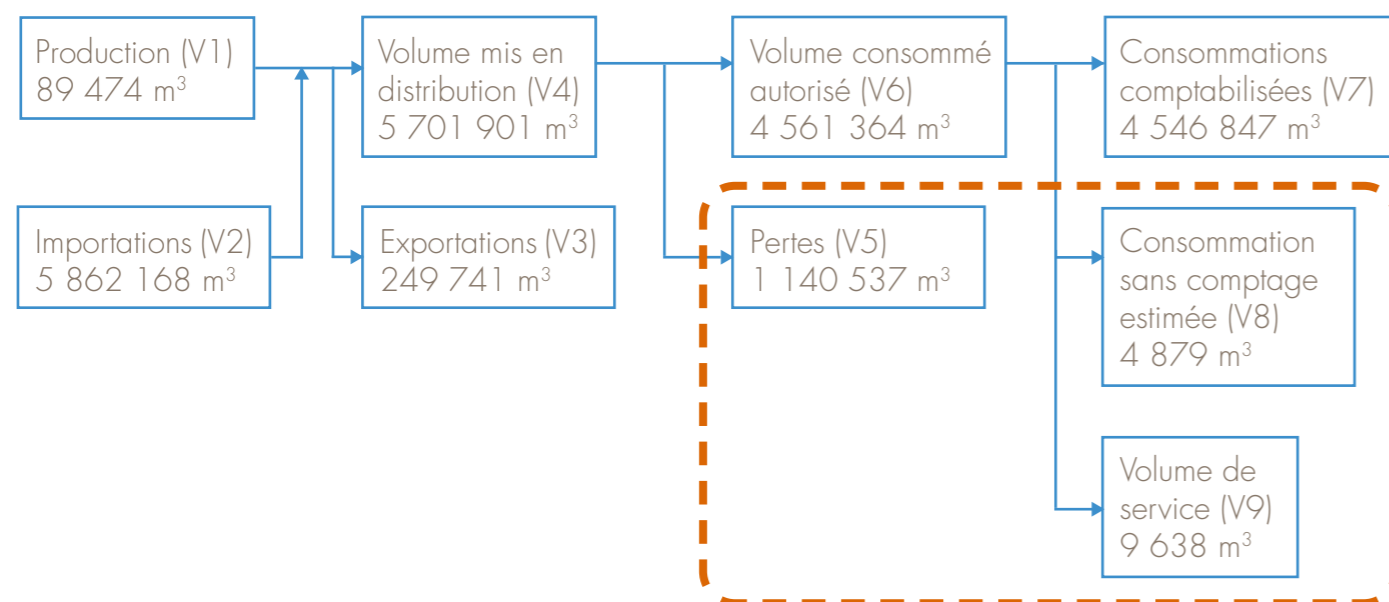 Production (V1)
89 474 m³
Volume mis en
distribution (V4)
5 701 901 m³
Volume consommé
autorisé (V6)
4 561 364 m³
Consommations
comptabilisées (V7)
4 546 847 m³
Importations (V2)
5 862 168 m³
Exportations (V3)
249 741 m³
Pertes (V5)
1 140 537 m³
Consommation
sans comptage
estimée (V8)
4 879 m³
Volume de
service (V9)
9 638 m³